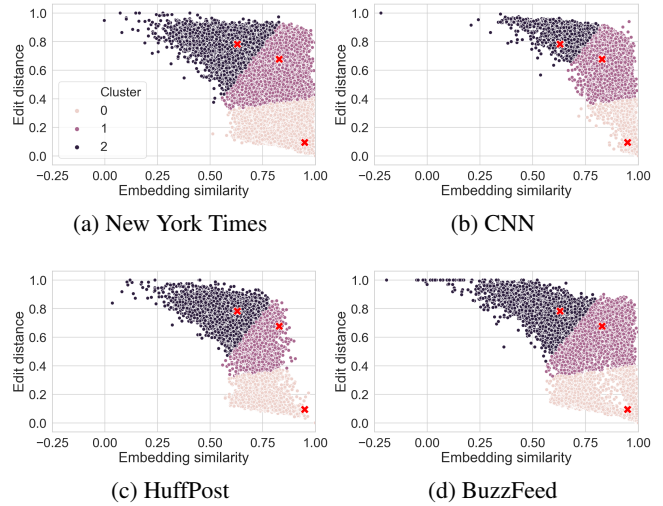 1.0
0.8
0.6
0.4
0.2
0.0
Edit distance
Cluster
0
1
2
−0.25 0.00 0.25 0.50 0.75 1.00
Embedding similarity
(a) New York Times
1.0
0.8
0.6
0.4
0.2
0.0
Edit distance
−0.25 0.00 0.25 0.50 0.75 1.00
Embedding similarity
(b) CNN
1.0
0.8
0.6
0.4
0.2
0.0
Edit distance
−0.25 0.00 0.25 0.50 0.75 1.00
Embedding similarity
(c) HuffPost
1.0
0.8
0.6
0.4
0.2
0.0
Edit distance
−0.25 0.00 0.25 0.50 0.75 1.00
Embedding similarity
(d) BuzzFeed